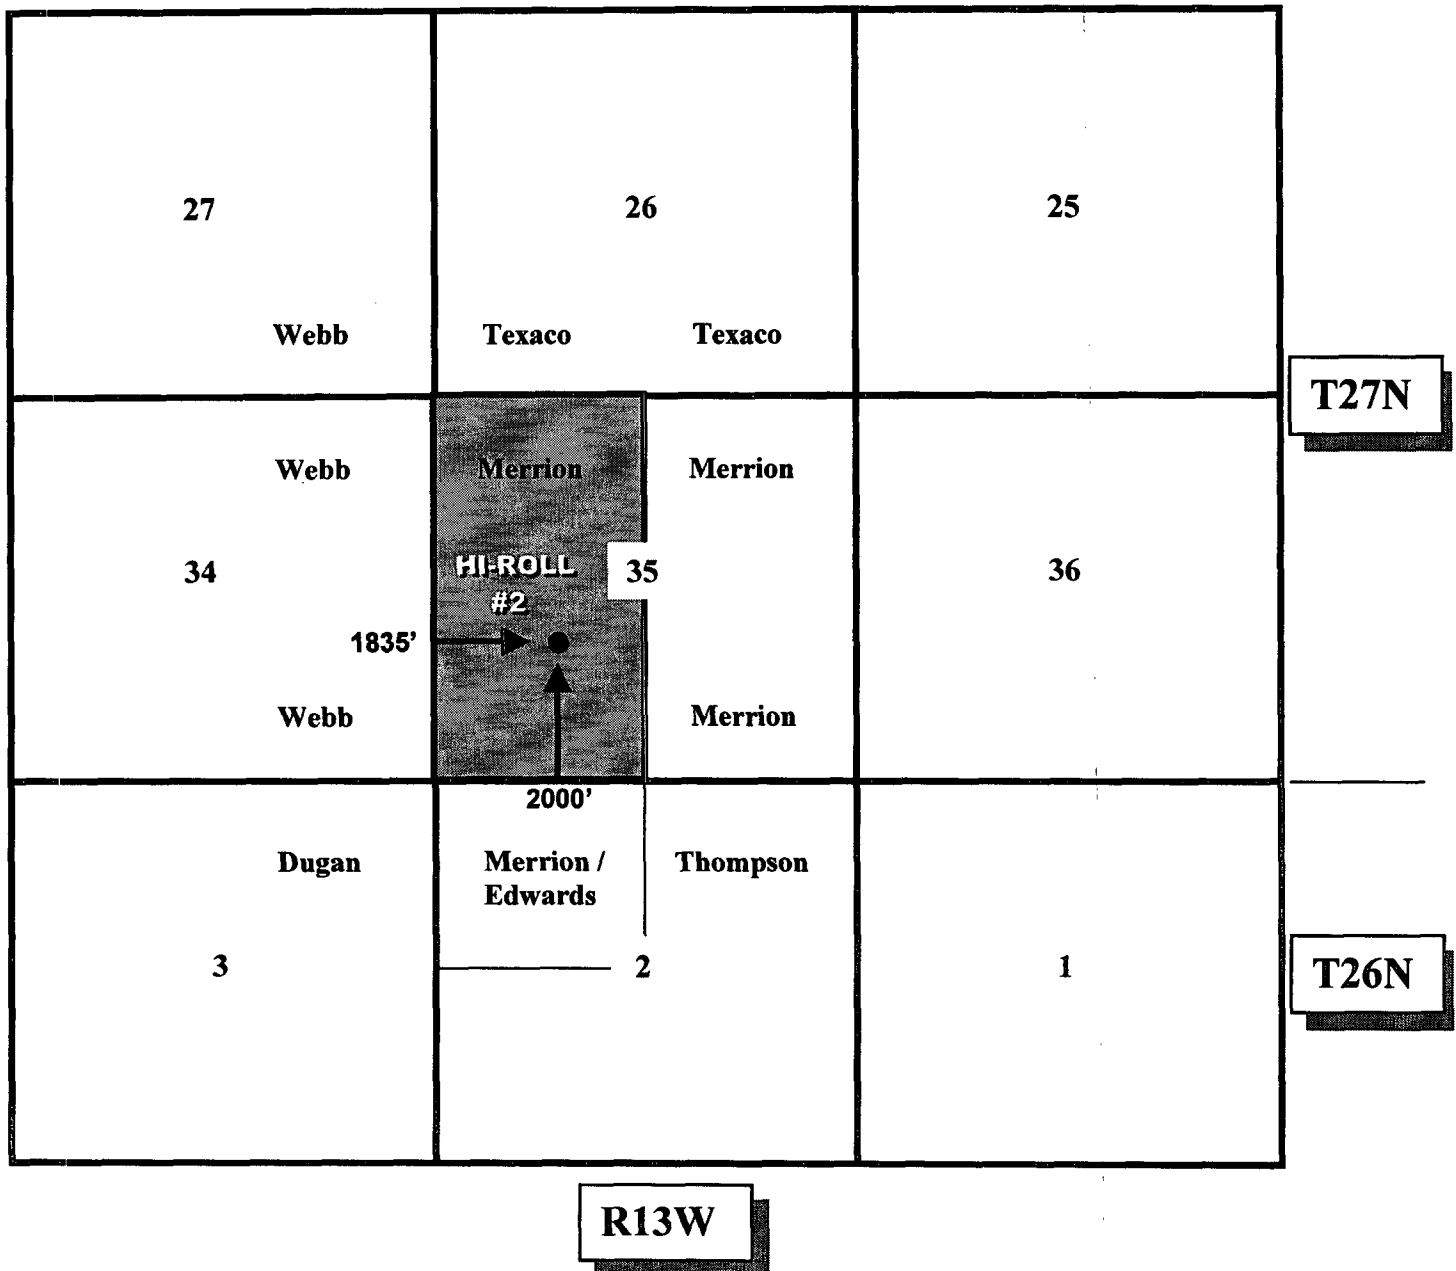 27
26
25
Webb
Texaco
Texaco
T27N
Webb
Merrion
Merrion
34
HI-ROLL
#2
35
36
1835’
Webb
Merrion
2000’
Dugan
Merrion /
Edwards
Thompson
3
2
1
T26N
R13W